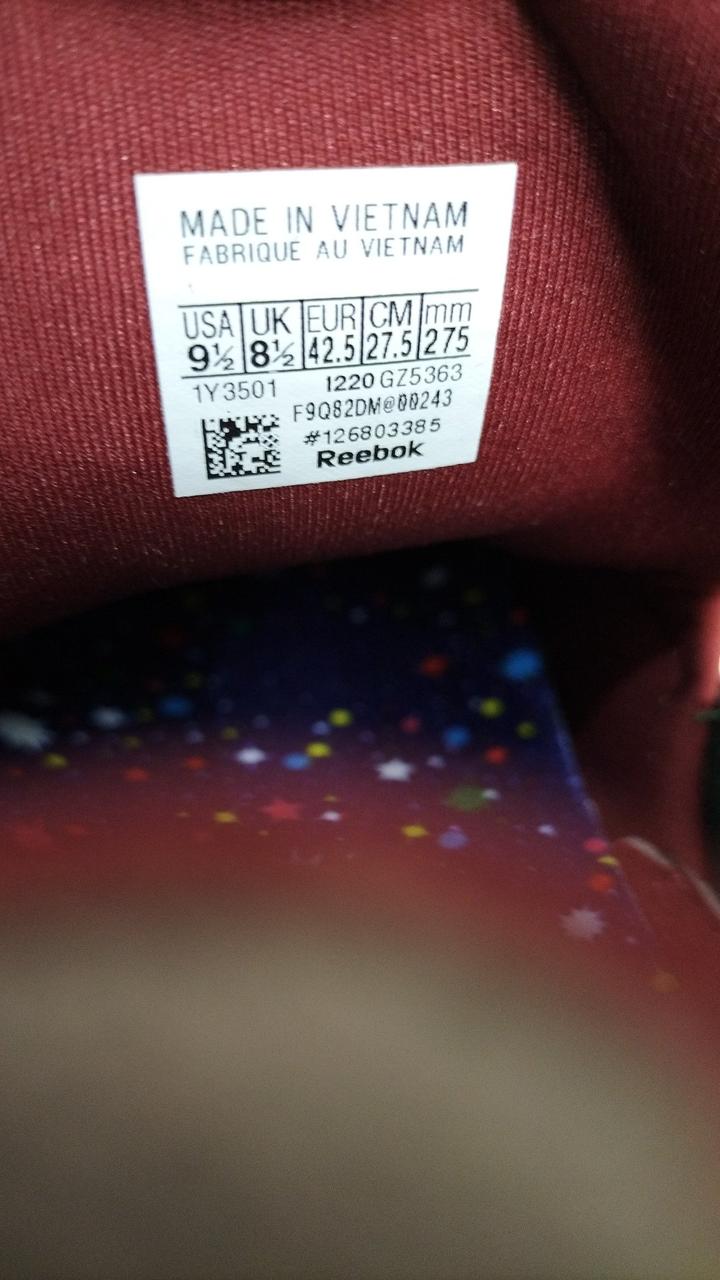 MADE IN VIETNAM
FABRIQUE AU VIETNAM
USA UK EUR CM mm
9½ 8½ 42.5 27.5 275
1Y3501 1220 GZ5363
F9Q82DM@00243
#126803385
Reebok